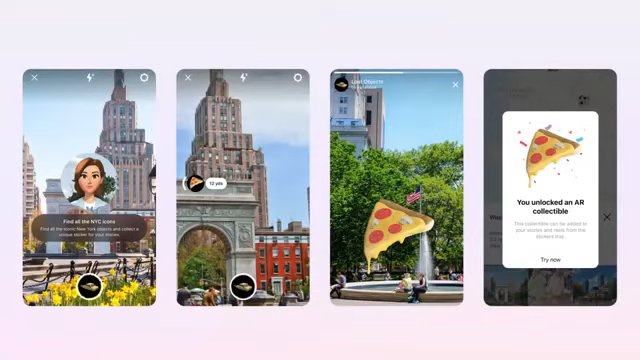 Find all the NYC icons
Find all the iconic New York objects and collect a
unique sticker for your stories.
12 yds
Lost Objects
You unlocked an AR
collectible
This collectible can be added to
your stories and reels from the
stickers tray.
Try now